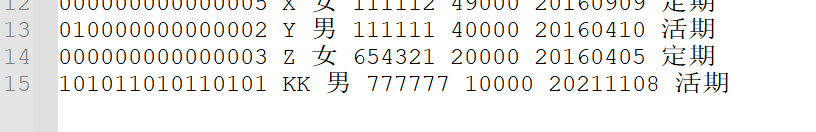 12 000000000000005 X 女 111112 49000 20160909 定期
13 010000000000002 Y 男 111111 40000 20160410 活期
14 000000000000003 Z 女 654321 20000 20160405 定期
15 101011010110101 KK 男 777777 10000 20211108 活期